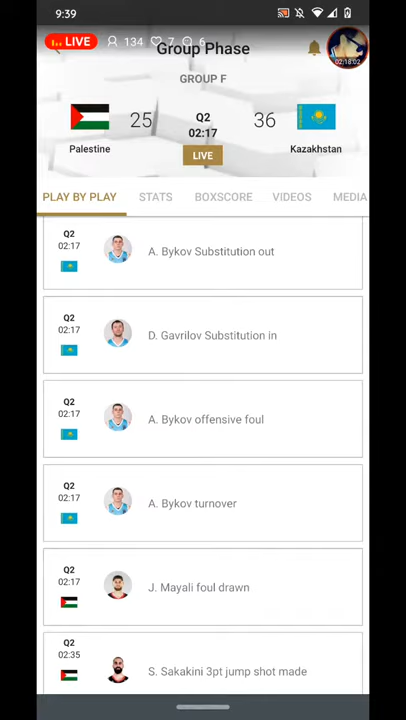 9:39
LIVE 134 7 6
Group Phase
02:18:02
GROUP F
25 Q2 36
02:17
Palestine LIVE Kazakhstan
PLAY BY PLAY STATS BOXSCORE VIDEOS MEDIA
Q2
02:17
A. Bykov Substitution out
Q2
02:17
D. Gavrilov Substitution in
Q2
02:17
A. Bykov offensive foul
Q2
02:17
A. Bykov turnover
Q2
02:17
J. Mayali foul drawn
Q2
02:35
S. Sakakini 3pt jump shot made